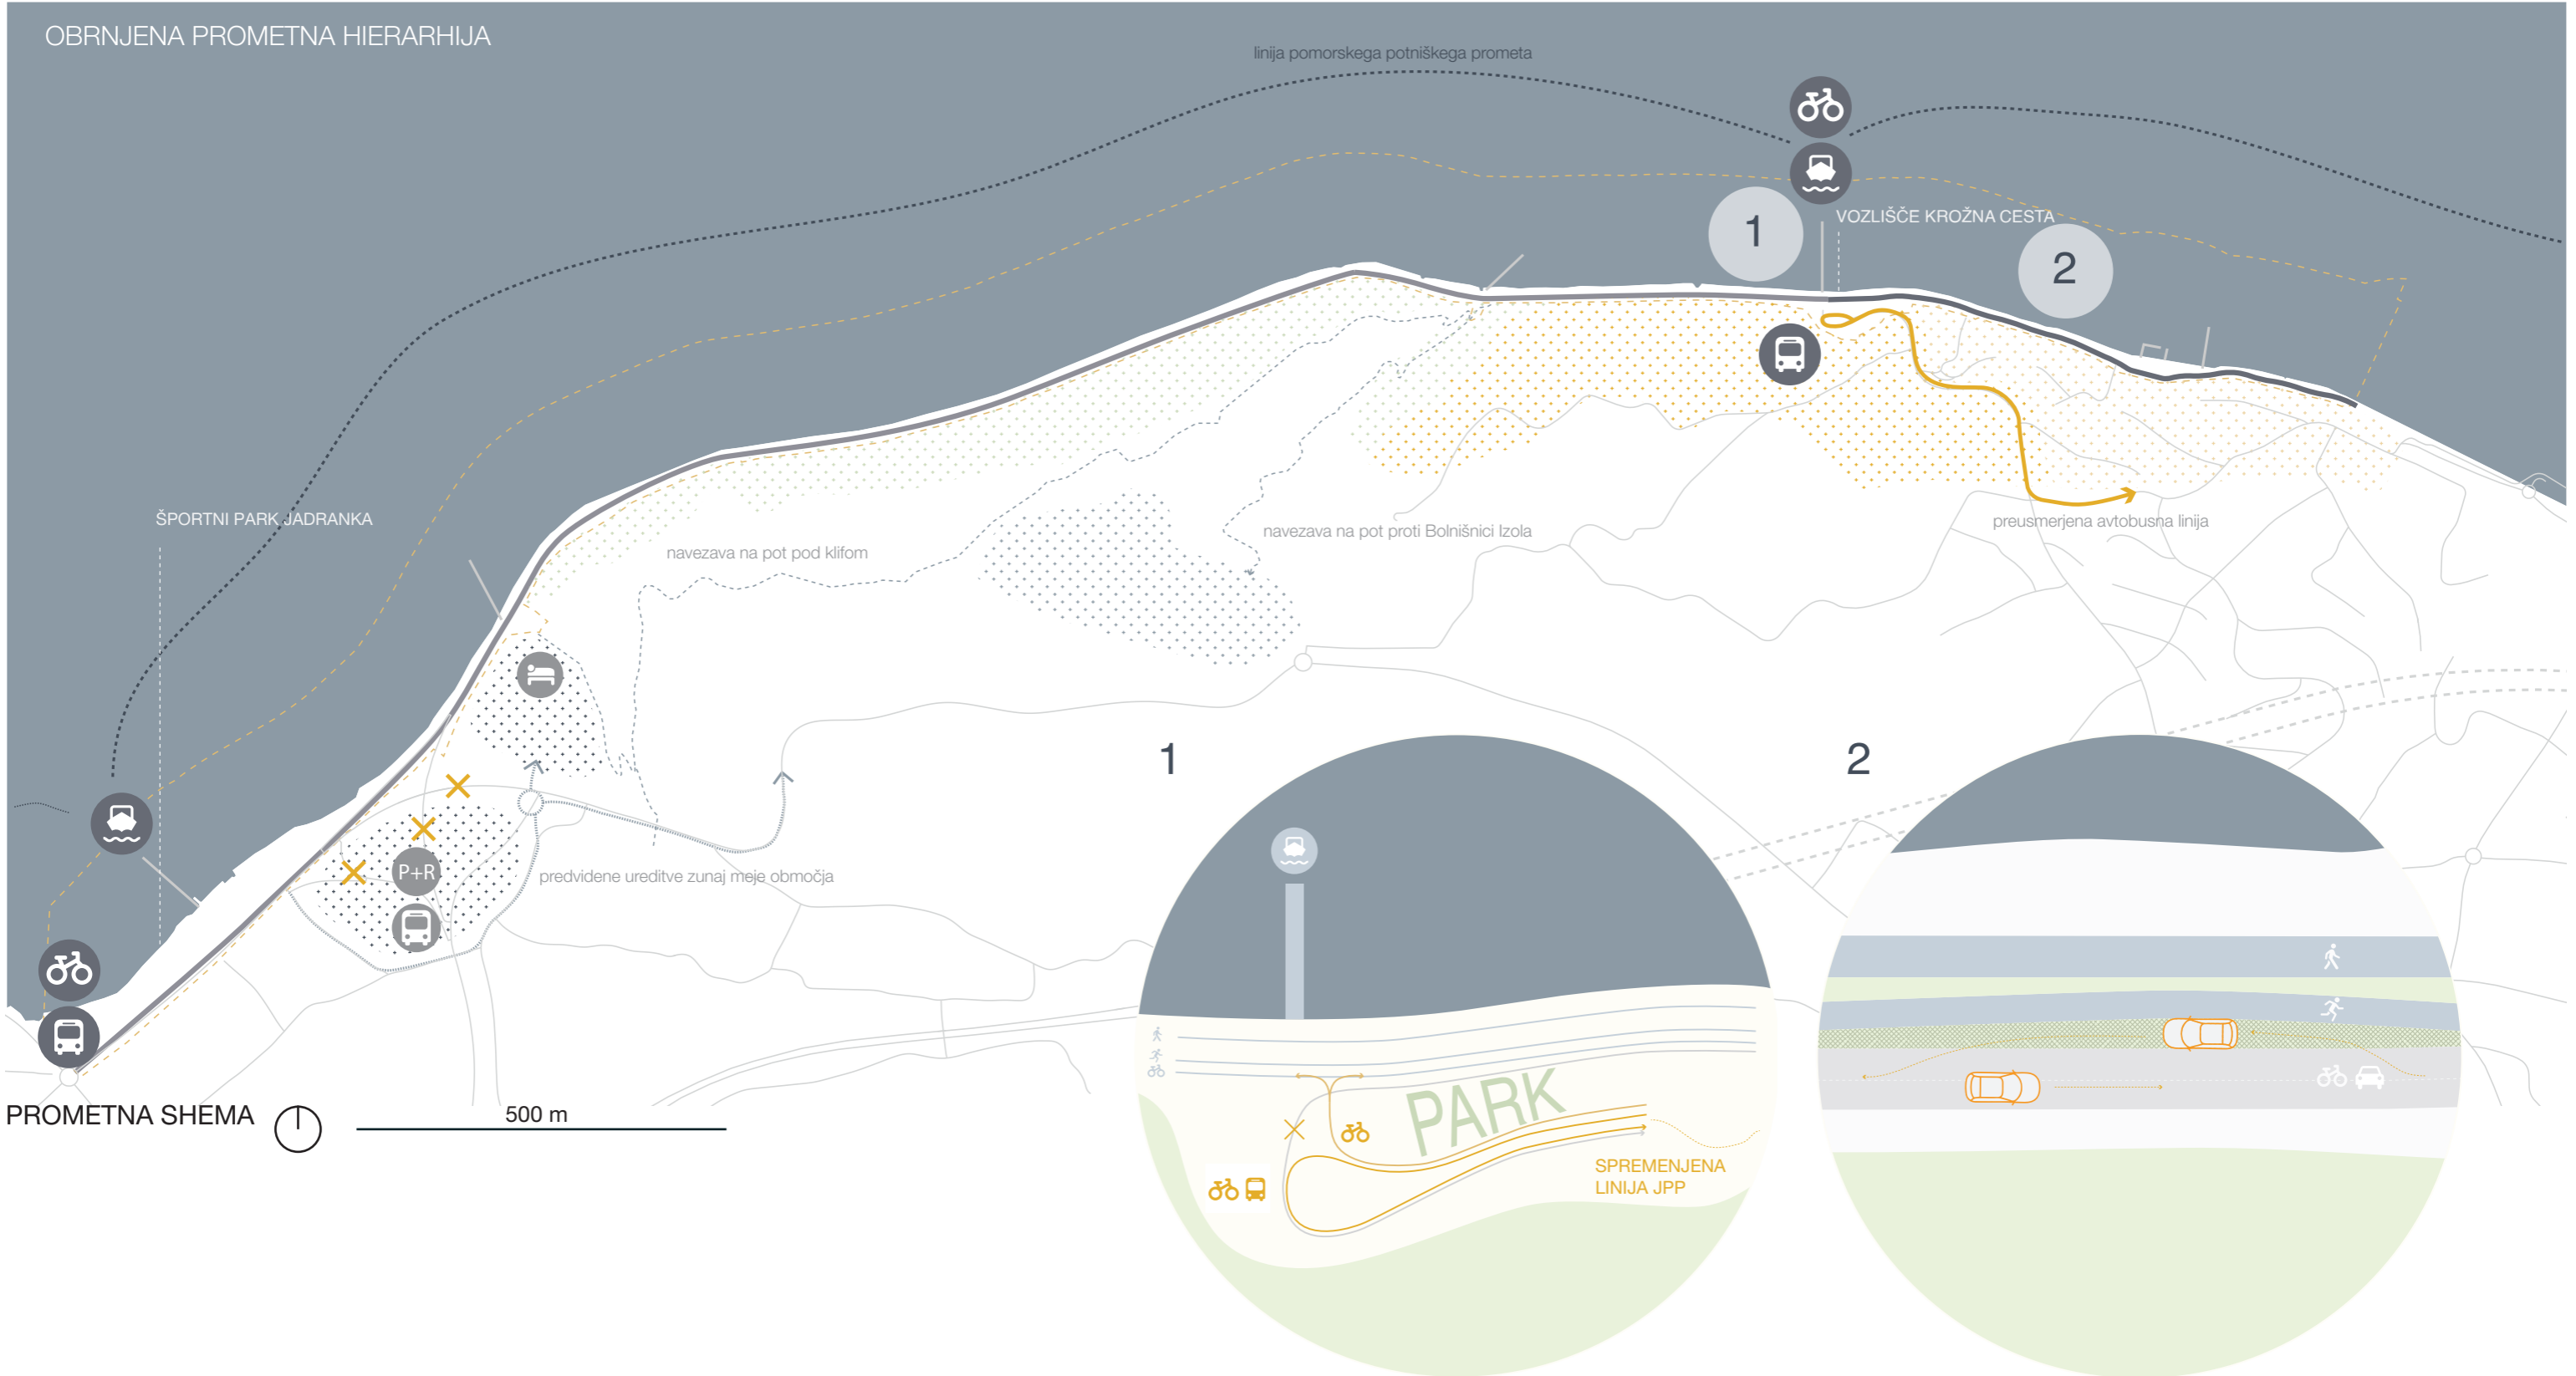 OBRNJENA PROMETNA HIERARHIJA
linija pomorskega potniškega prometa
1
VOZLIŠČE KROŽNA CESTA
2
ŠPORTNI PARK JADRANKA
navezava na pot pod klifom
navezava na pot proti Bolnišnici Izola
preusmerjena avtobusna linija
P+R
predvidene ureditve zunaj meje območja
PROMETNA SHEMA
500 m
1
PARK
SPREMENJENA
LINIJA JPP
2